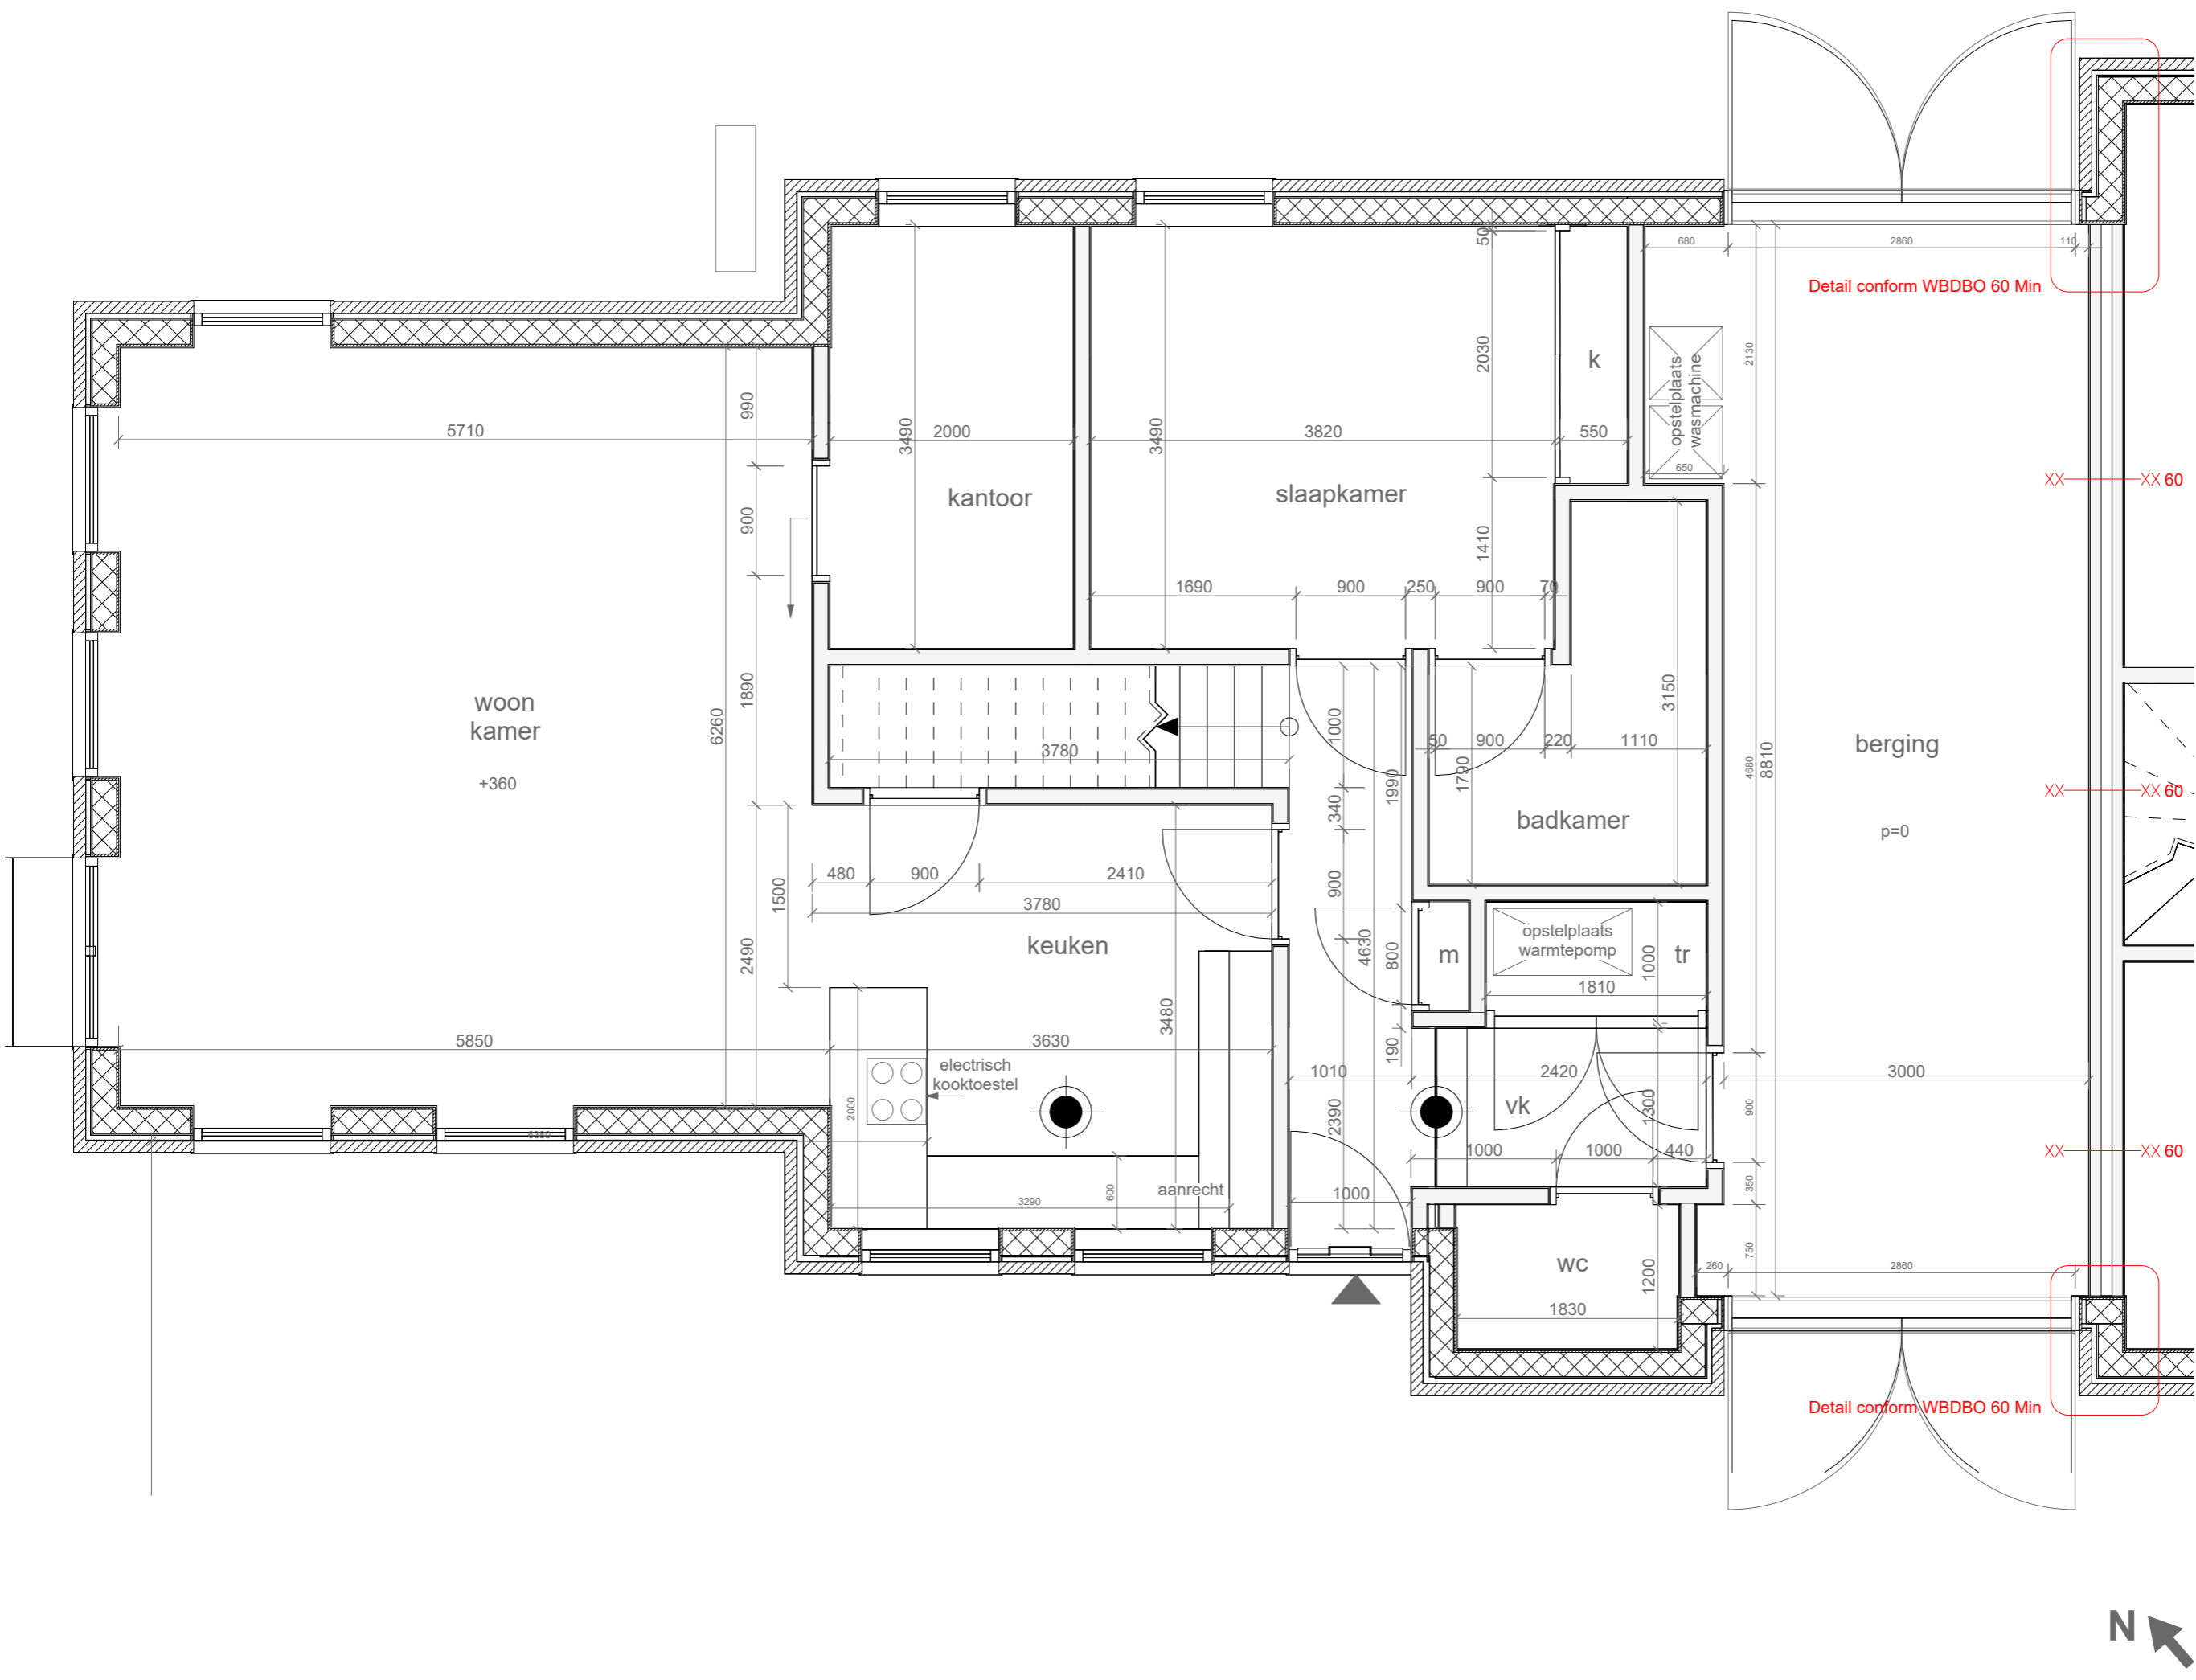 680
2860
110
50
Detail conform WBDBO 60 Min
2130
opstelplaats
wasmachine
k
2030
990
5710
3490
2000
3490
3820
550
650
XX
XX 60
kantoor
slaapkamer
900
1410
1690
900
250
900
70
woon
kamer
+360
1890
6260
3780
1000
1990
340
50
900
220
1110
3150
1790
4680
8810
berging
p=0
XX
XX 60
badkamer
480
900
2410
3780
1500
900
keuken
2490
4630
800
m
opstelplaats
warmtepomp
tr
1000
1810
3480
190
5850
3630
electrisch
kooktoestel
1010
2420
3000
2000
2390
vk
1300
900
6380
1000
1000
440
XX
XX 60
aanrecht
600
3290
1000
350
wc
1200
750
260
2860
1830
Detail conform WBDBO 60 Min
N